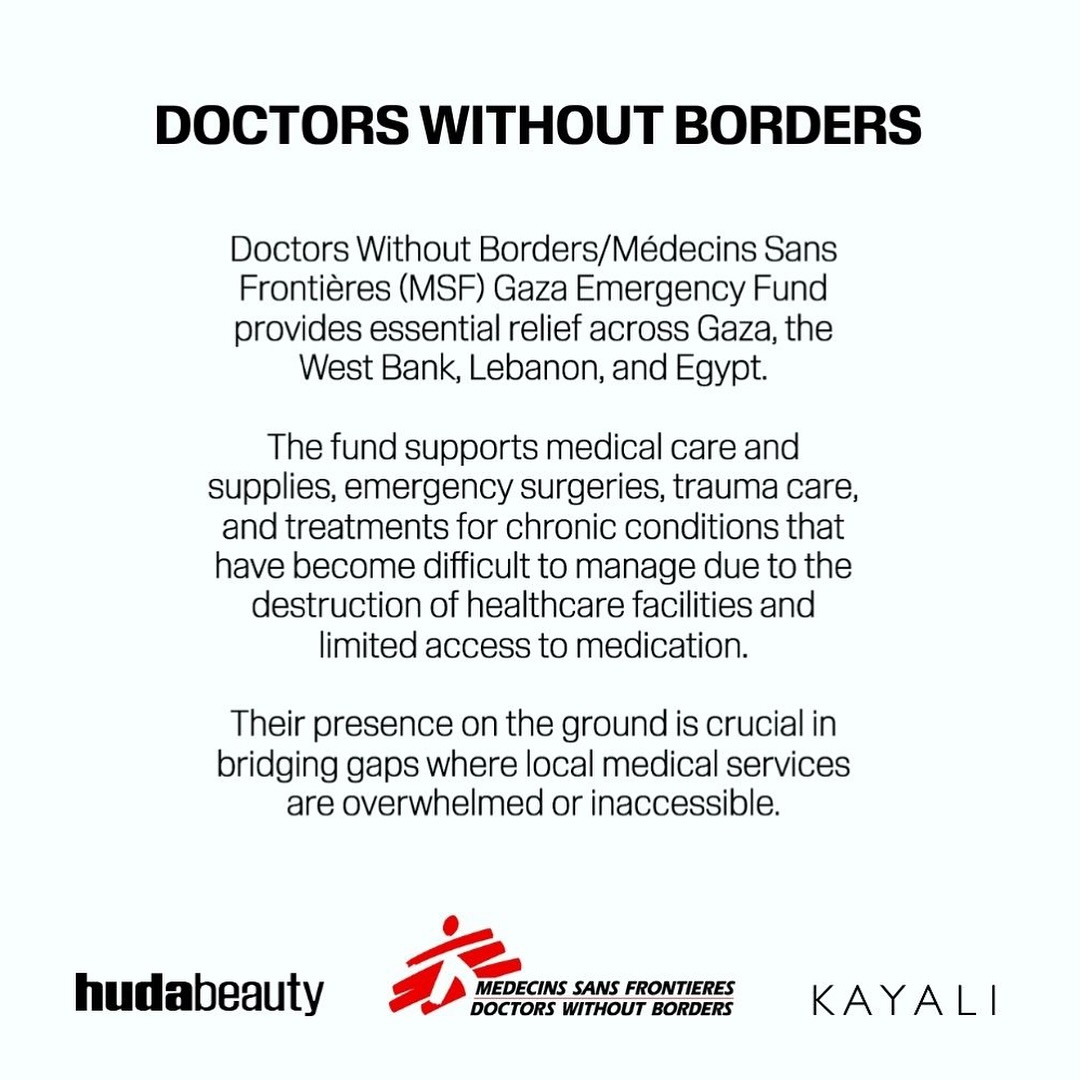 DOCTORS WITHOUT BORDERS
Doctors Without Borders/Médecins Sans
Frontières (MSF) Gaza Emergency Fund
provides essential relief across Gaza, the
West Bank, Lebanon, and Egypt.
The fund supports medical care and
supplies, emergency surgeries, trauma care,
and treatments for chronic conditions that
have become difficult to manage due to the
destruction of healthcare facilities and
limited access to medication.
Their presence on the ground is crucial in
bridging gaps where local medical services
are overwhelmed or inaccessible.
hudabeauty
MEDECINS SANS FRONTIERES
DOCTORS WITHOUT BORDERS
KAYALI